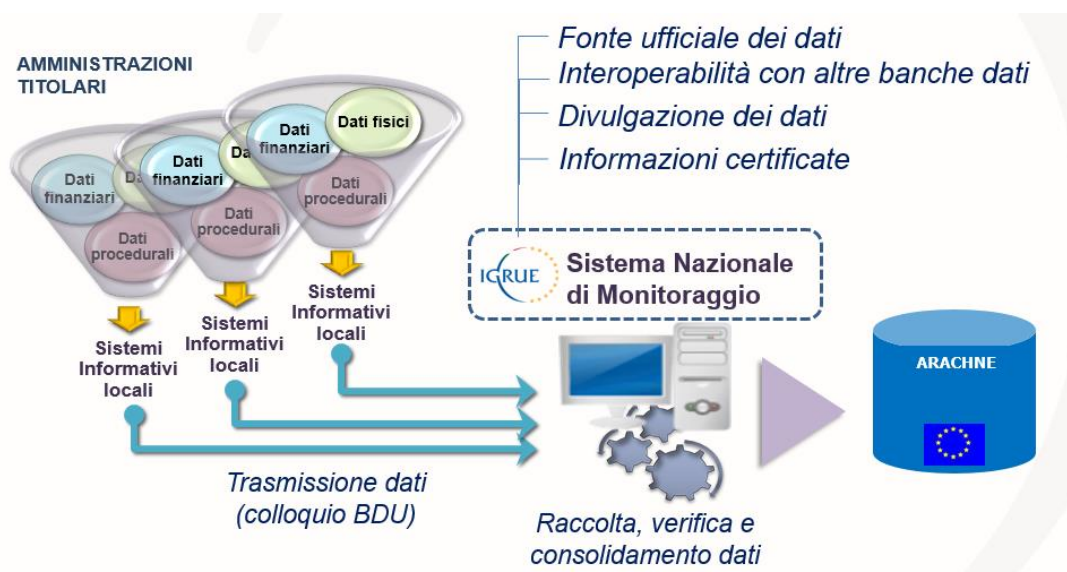 AMMINISTRAZIONI
TITOLARI
Dati
finanziari
Dati
procedurali
Dati
finanziari
Dati
procedurali
Dati
finanziari
Dati fisici
Dati
procedurali
Sistemi
Informativi
locali
Sistemi
Informativi
locali
Sistemi
Informativi
locali
Trasmissione dati
(colloquio BDU)
Fonte ufficiale dei dati
Interoperabilità con altre banche dati
Divulgazione dei dati
Informazioni certificate
IGRUE
Sistema Nazionale
di Monitoraggio
Raccolta, verifica e
consolidamento dati
ARACHNE